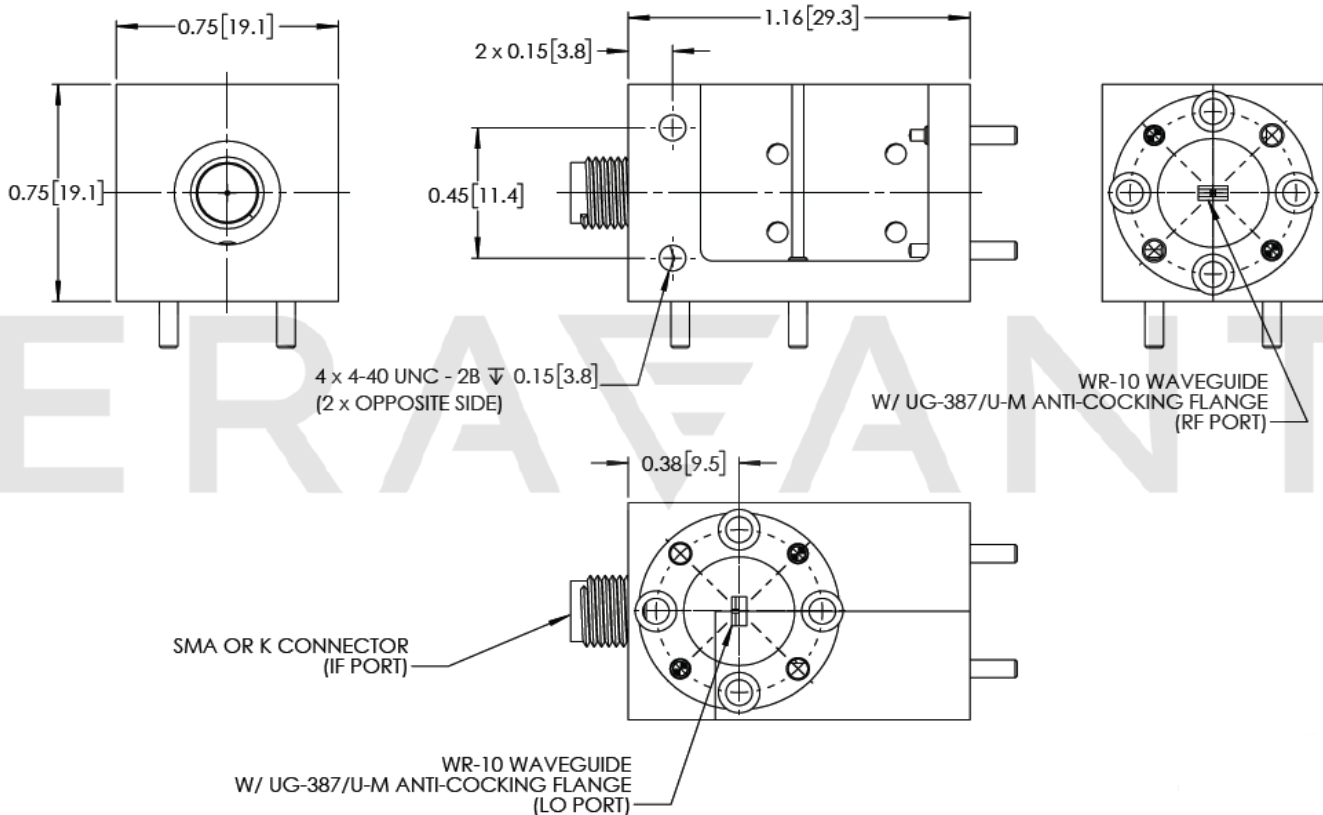 0.75[19.1]
1.16[29.3]
2 x 0.15[3.8]
0.75[19.1]
0.45[11.4]
4 x 4-40 UNC - 2B ↧ 0.15[3.8]
(2 x OPPOSITE SIDE)
WR-10 WAVEGUIDE
W/ UG-387/U-M ANTI-COCKING FLANGE
(RF PORT)
ERAVANT
0.38[9.5]
SMA OR K CONNECTOR
(IF PORT)
WR-10 WAVEGUIDE
W/ UG-387/U-M ANTI-COCKING FLANGE
(LO PORT)